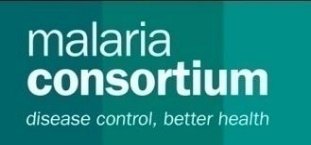 malaria
consortium
disease control, better health